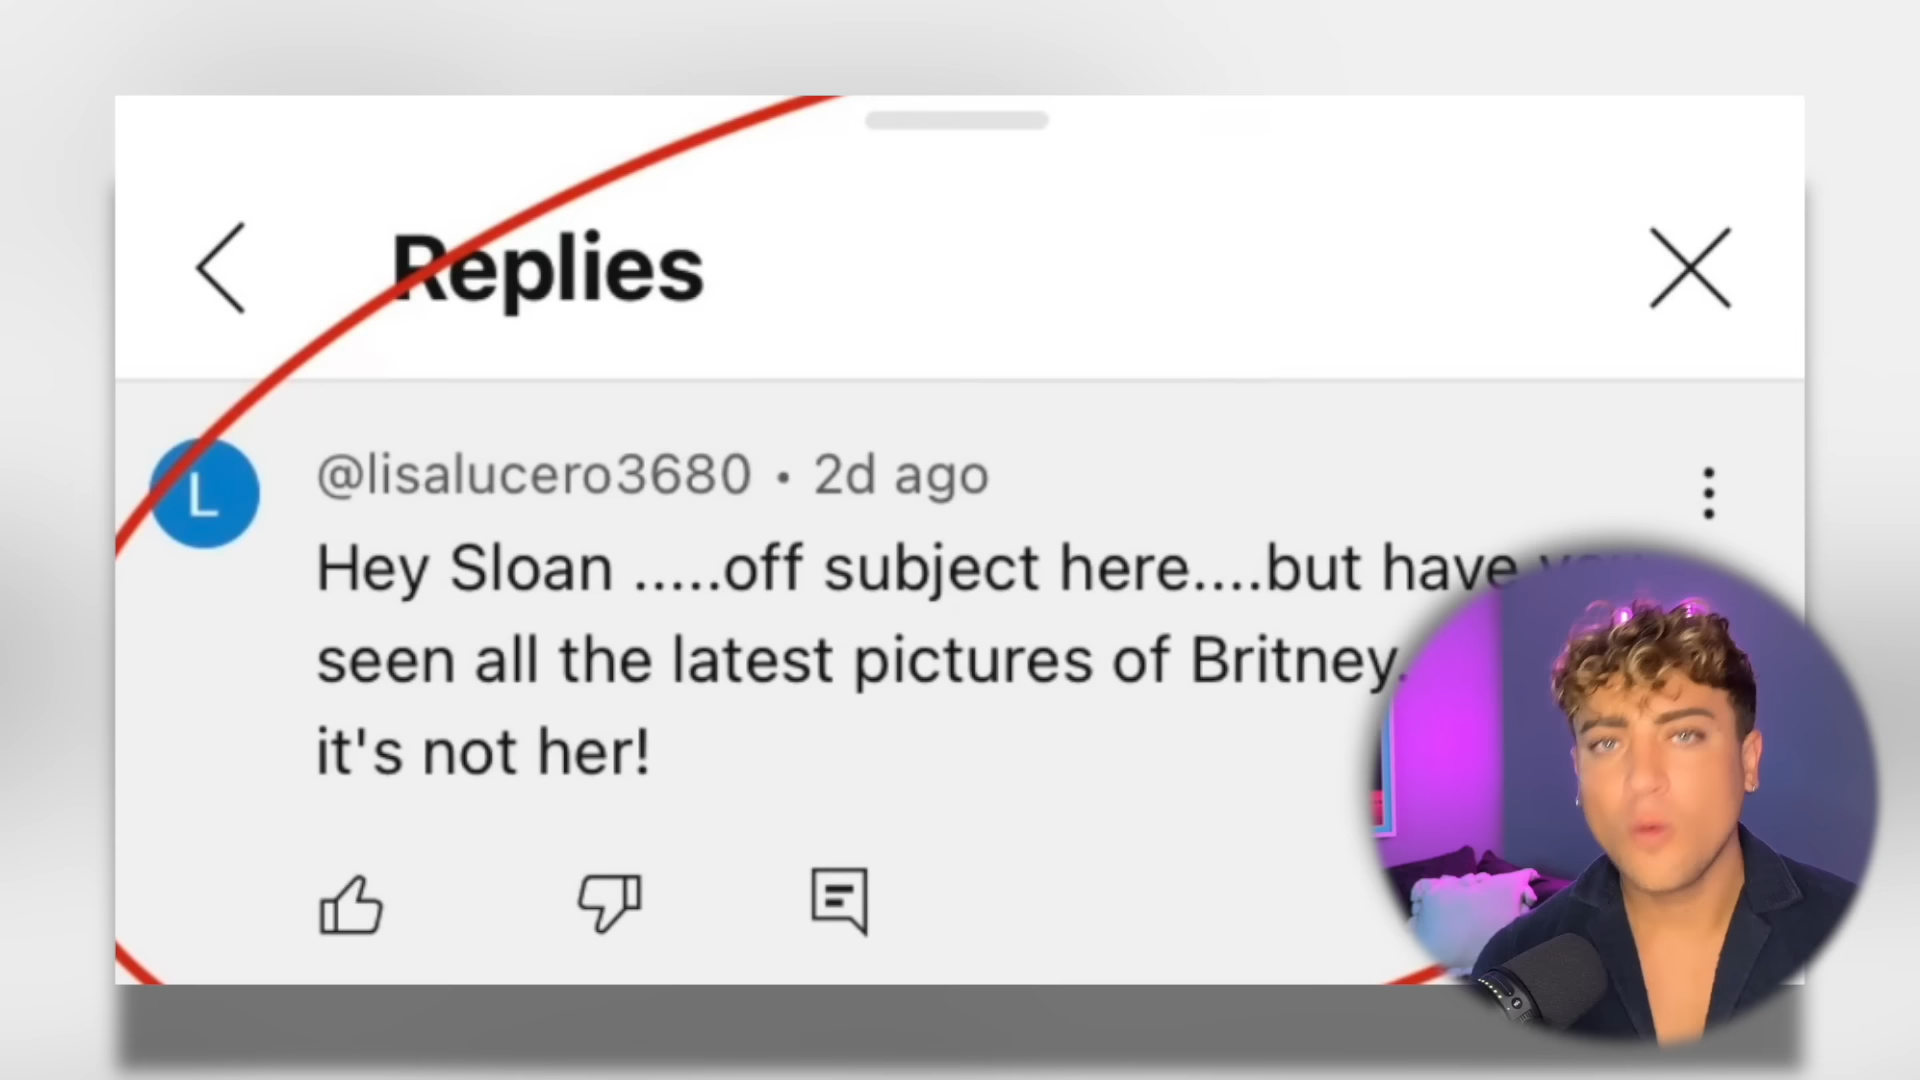 Replies
L
@lisalucero3680 • 2d ago
Hey Sloan .....off subject here....but have
seen all the latest pictures of Britney.
it's not her!